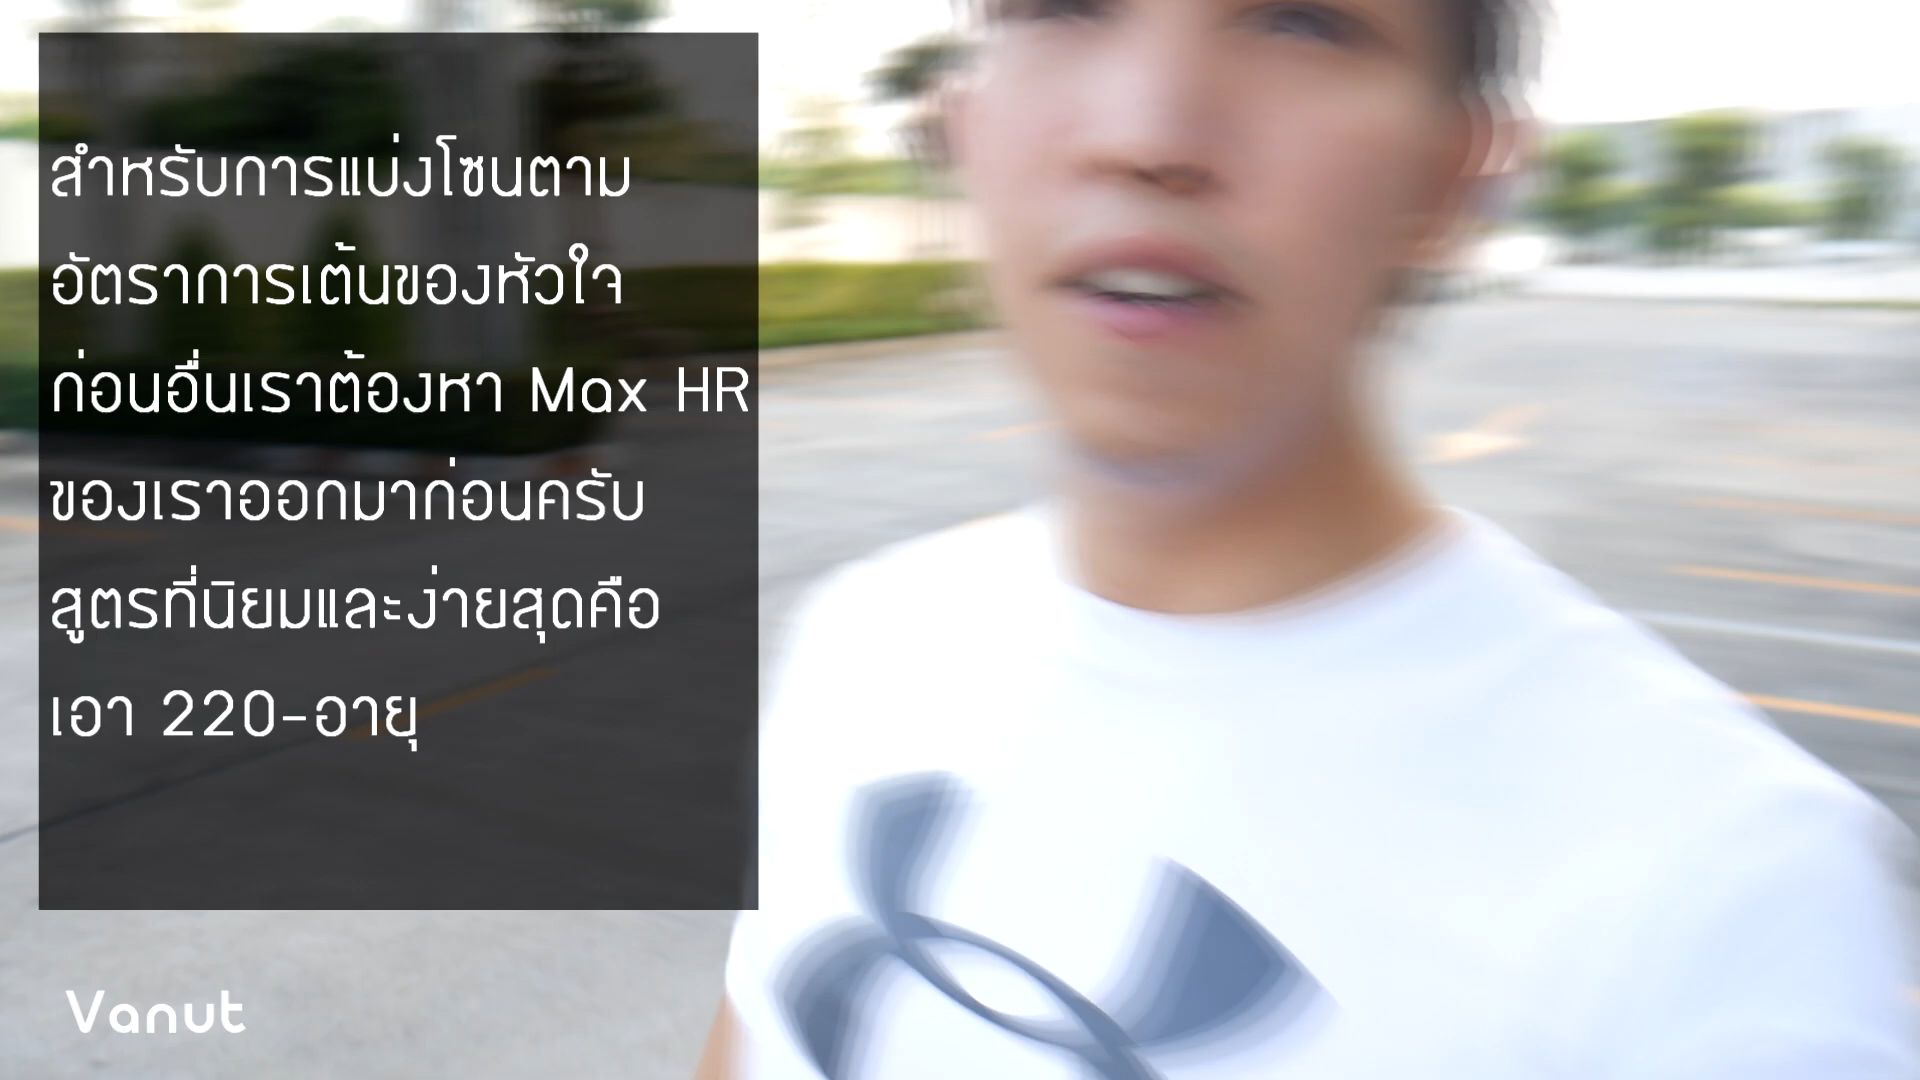 สำหรับการแบ่งโซนตาม
อัตราการเต้นของหัวใจ
ก่อนอื่นเราต้องหา Max HR
ของเราออกมาก่อนครับ
สูตรที่นิยมและง่ายสุดคือ
เอา 220-อายุ
Vanut